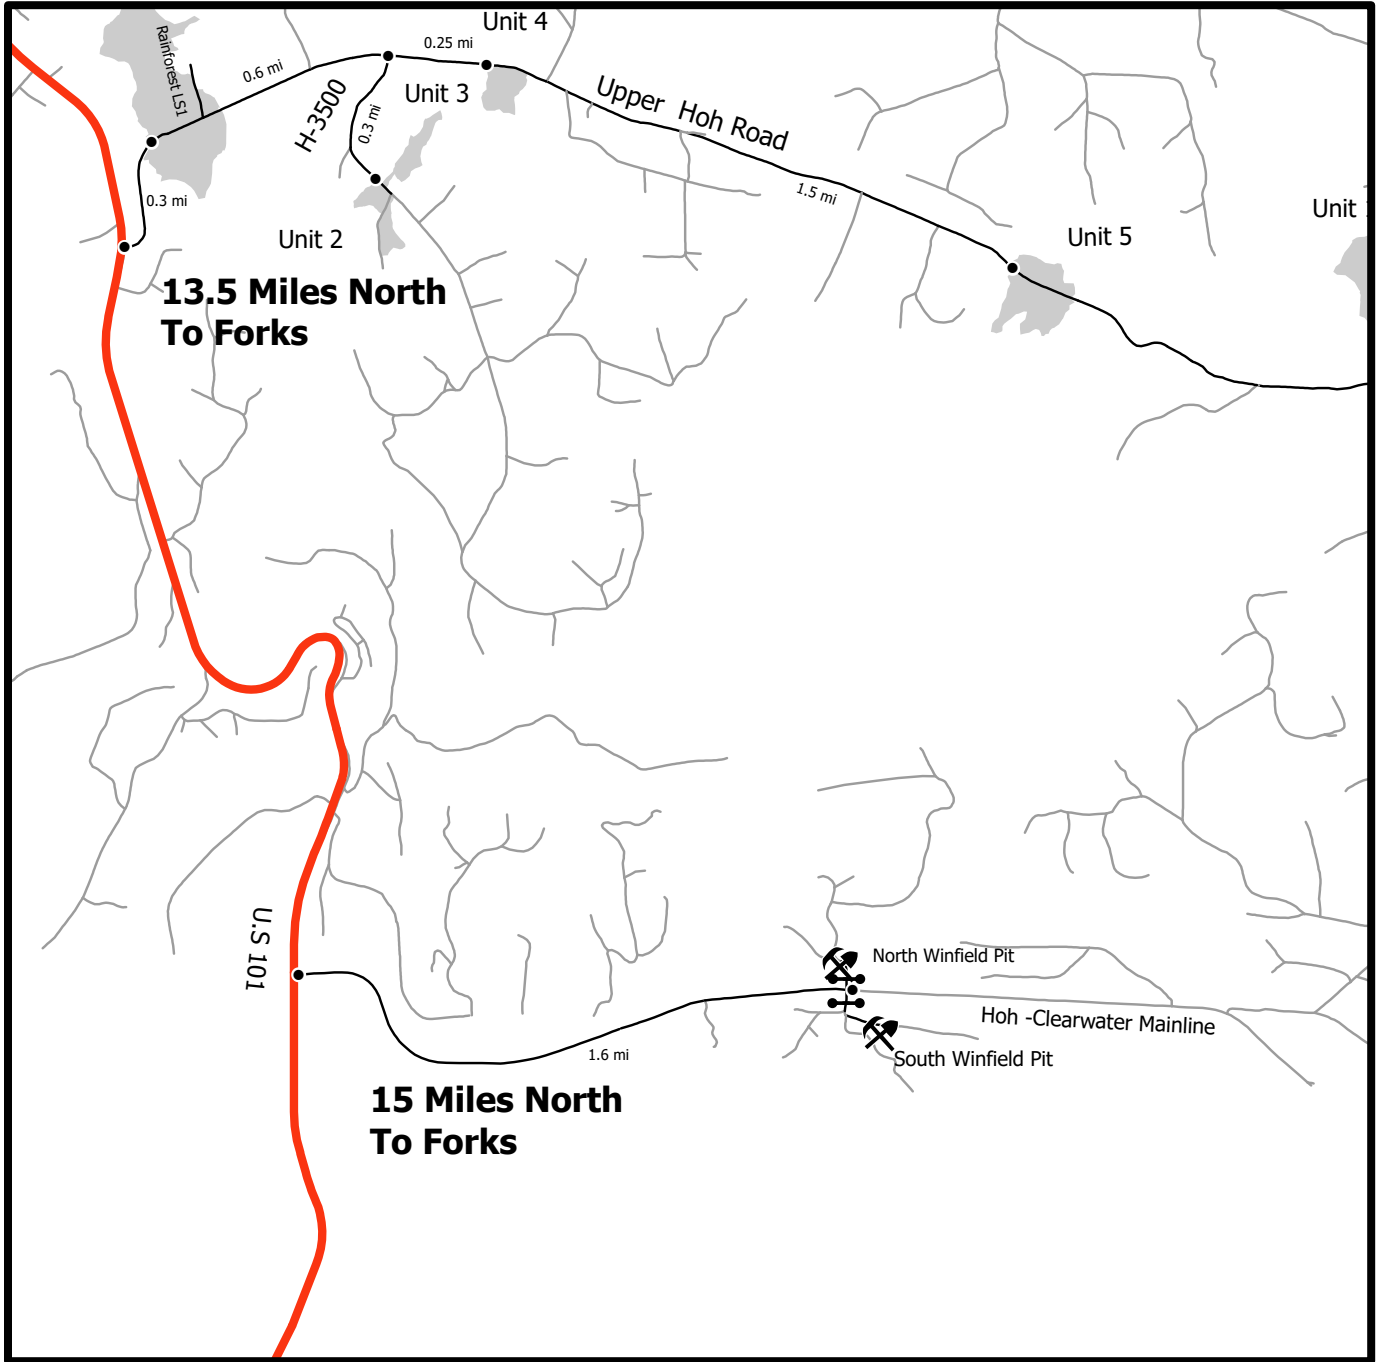 Unit 4
0.25 mi
Rainforest LS1
0.6 mi
Unit 3
H-3500
0.3 mi
Upper Hoh Road
0.3 mi
1.5 mi
Unit
Unit 2
Unit 5
13.5 Miles North
To Forks
U.S 101
North Winfield Pit
Hoh -Clearwater Mainline
1.6 mi
South Winfield Pit
15 Miles North
To Forks